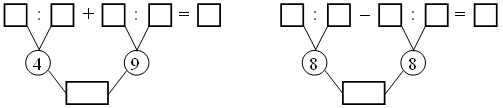 □ : □ + □ : □ = □ □ : □ – □ : □ = □
4 9 8 8